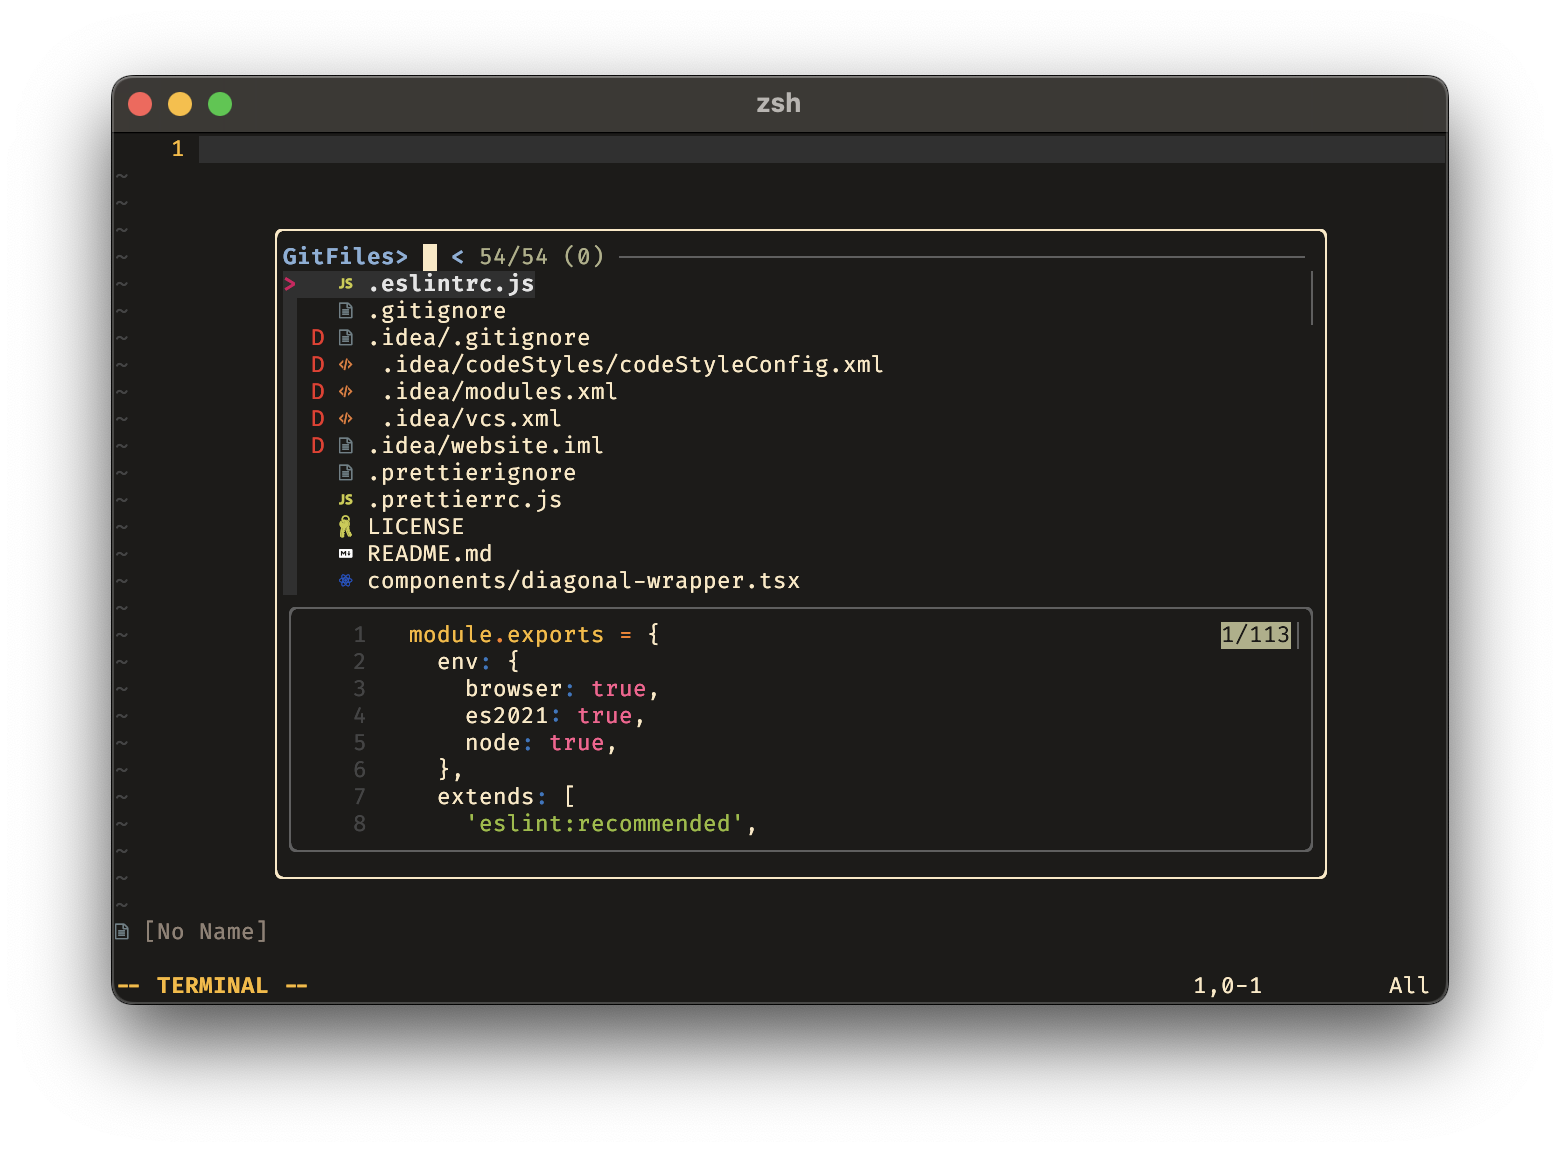 zsh
1
~
~
~
~ GitFiles> < 54/54 (0)
~ > JS .eslintrc.js
~ .gitignore
~ D .idea/.gitignore
~ D </> .idea/codeStyles/codeStyleConfig.xml
~ D </> .idea/modules.xml
~ D </> .idea/vcs.xml
~ D .idea/website.iml
~ .prettierignore
~ JS .prettierrc.js
~ LICENSE
~ README.md
~ components/diagonal-wrapper.tsx
~
~ 1 module.exports = { 1/113
~ 2 env: {
~ 3 browser: true,
~ 4 es2021: true,
~ 5 node: true,
~ 6 },
~ 7 extends: [
~ 8 'eslint:recommended',
~
~
~
[No Name]
-- TERMINAL -- 1,0-1 All